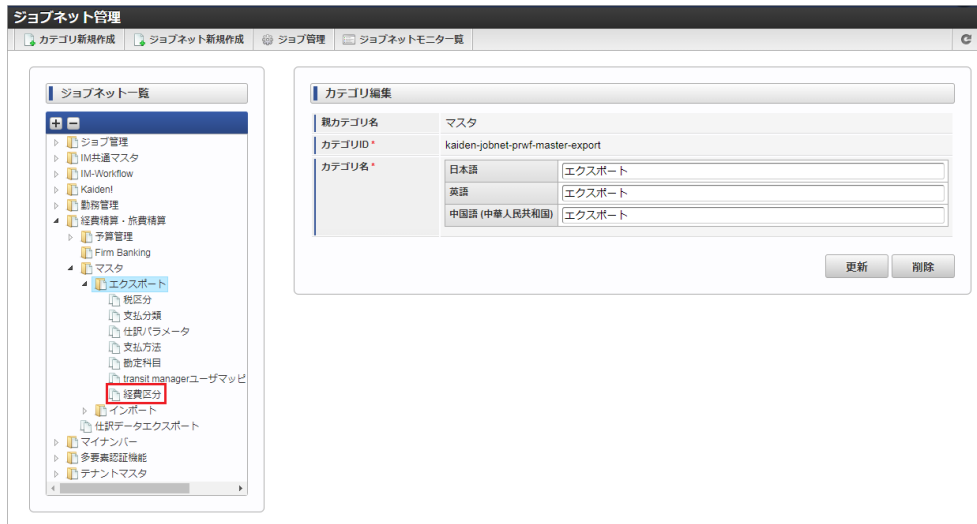 ジョブネット管理
カテゴリ新規作成 ジョブネット新規作成 ジョブ管理 ジョブネットモニタ一覧
ジョブネット一覧
ジョブ管理
IM共通マスタ
IM-Workflow
Kaiden!
勤務管理
経費精算・旅費精算
予算管理
Firm Banking
マスタ
エクスポート
税区分
支払分類
仕訳パラメータ
支払方法
勘定科目
transit managerユーザマッピ
経費区分
インポート
仕訳データエクスポート
マイナンバー
多要素認証機能
テナントマスタ
カテゴリ編集
親カテゴリ名 マスタ
カテゴリID * kaiden-jobnet-prwf-master-export
カテゴリ名 * 日本語 エクスポート
英語 エクスポート
中国語 (中華人民共和国) エクスポート
更新 削除